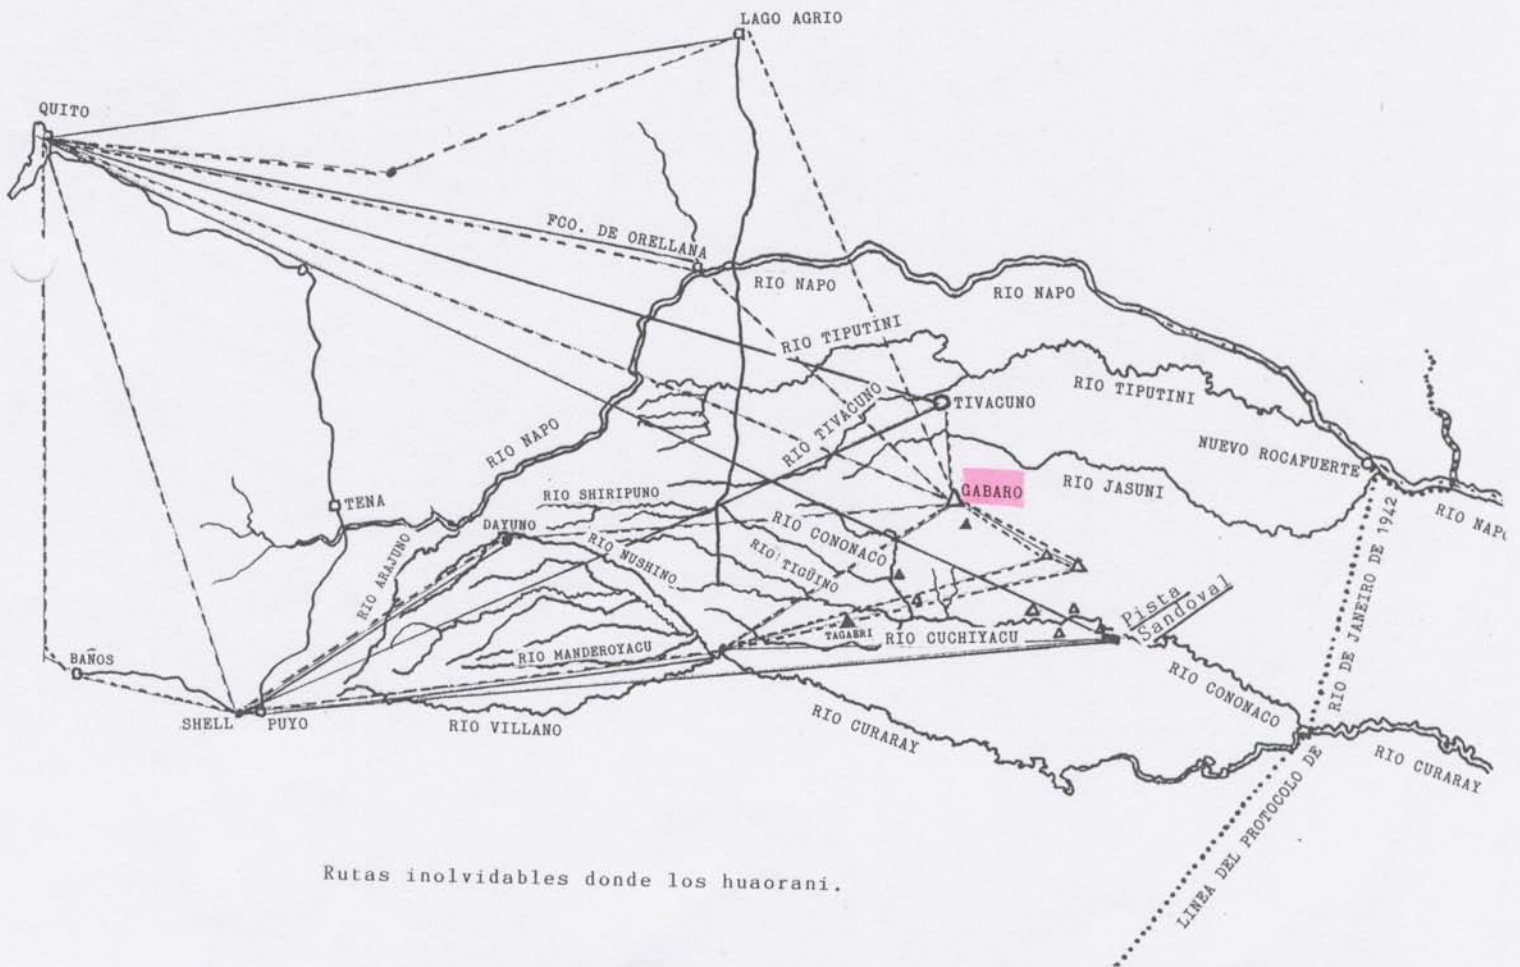 LAGO AGRIO
QUITO
FCO. DE ORELLANA
RIO NAPO
RIO NAPO
RIO TIPUTINI
RIO TIPUTINI
TIVACUNO
RIO TIVACUNO
RIO NAPO
NUEVO ROCAFUERTE
GABARO
RIO JASUNI
RIO SHIRIPUNO
TENA
RIO NAPO
DAYUNO
RIO CONONACO
RIO NUSHINO
RIO TIGÜINO
RIO ARAJUNO
Pista
Sandoval
TAGAERI
RIO CUCHIYACU
RIO MANDEROYACU
BAÑOS
RIO CONONACO
SHELL
PUYO
RIO VILLANO
RIO CURARAY
RIO CURARAY
LINEA DEL PROTOCOLO DE RIO DE JANEIRO DE 1942
Rutas inolvidables donde los huaorani.